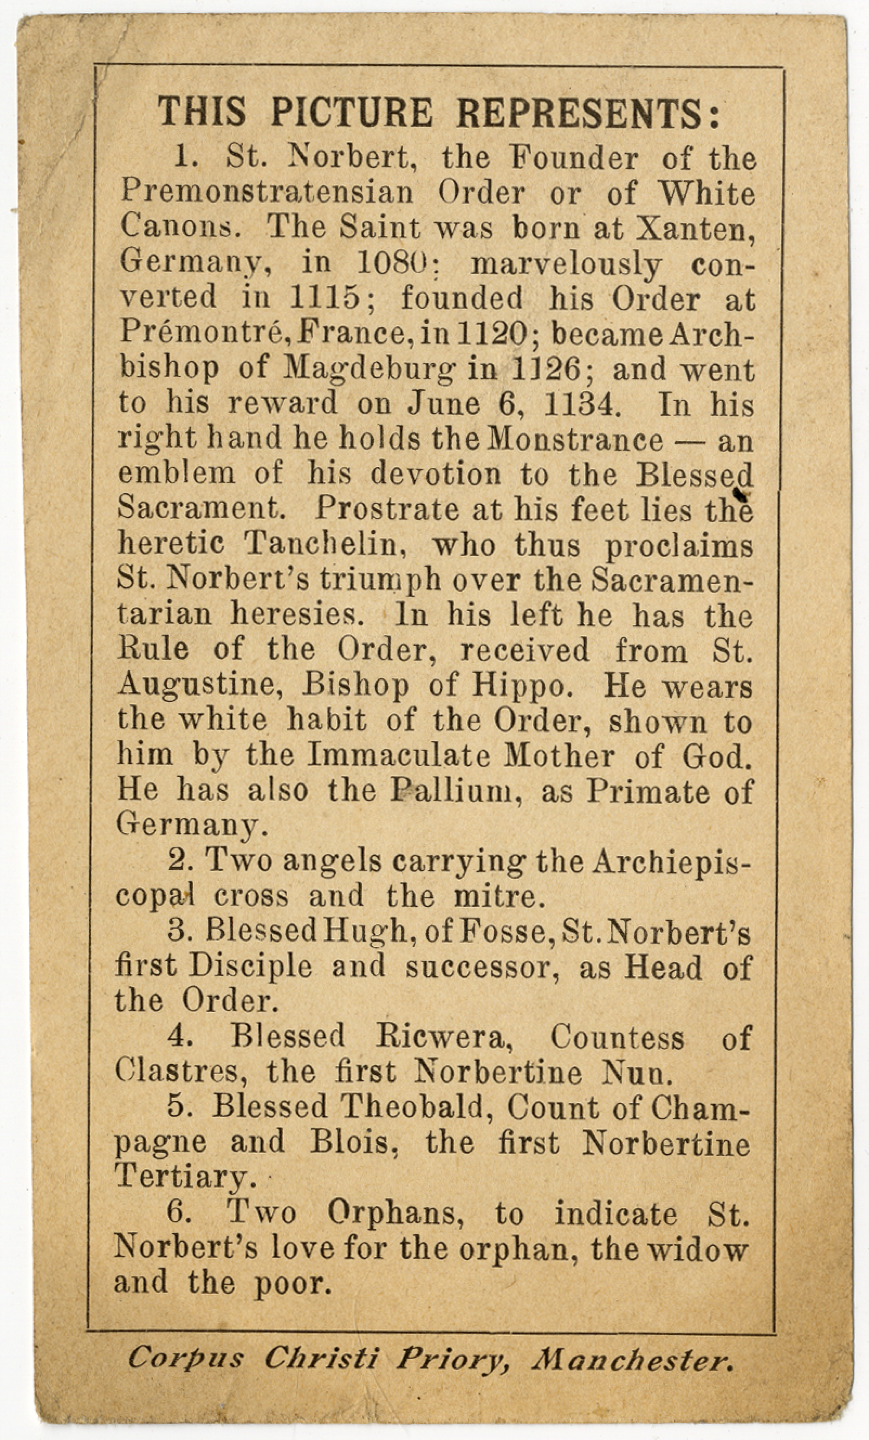 THIS PICTURE REPRESENTS:
1. St. Norbert, the Founder of the
Premonstratensian Order or of White
Canons. The Saint was born at Xanten,
Germany, in 1080; marvelously con-
verted in 1115; founded his Order at
Prémontré, France, in 1120; became Arch-
bishop of Magdeburg in 1126; and went
to his reward on June 6, 1134. In his
right hand he holds the Monstrance — an
emblem of his devotion to the Blessed
Sacrament. Prostrate at his feet lies the
heretic Tanchelin, who thus proclaims
St. Norbert's triumph over the Sacramen-
tarian heresies. In his left he has the
Rule of the Order, received from St.
Augustine, Bishop of Hippo. He wears
the white habit of the Order, shown to
him by the Immaculate Mother of God.
He has also the Pallium, as Primate of
Germany.
2. Two angels carrying the Archiepis-
copal cross and the mitre.
3. Blessed Hugh, of Fosse, St. Norbert's
first Disciple and successor, as Head of
the Order.
4. Blessed Ricwera, Countess of
Clastres, the first Norbertine Nun.
5. Blessed Theobald, Count of Cham-
pagne and Blois, the first Norbertine
Tertiary.
6. Two Orphans, to indicate St.
Norbert's love for the orphan, the widow
and the poor.
Corpus Christi Priory, Manchester.